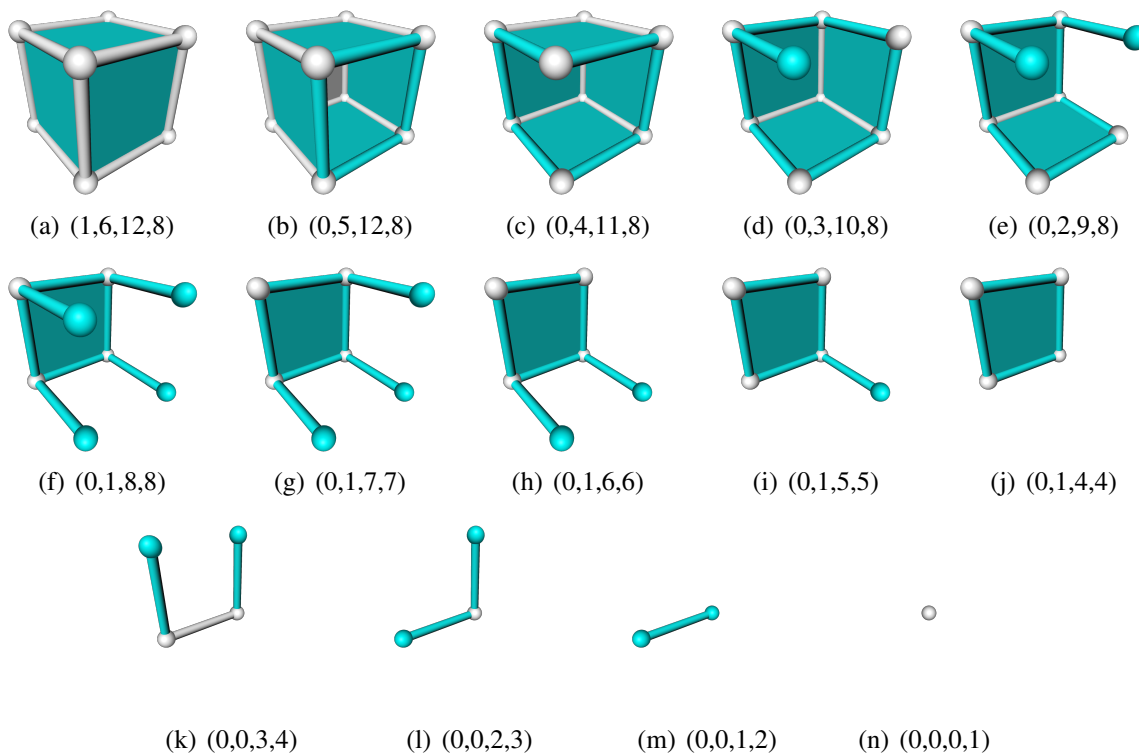 (a) (1,6,12,8) (b) (0,5,12,8) (c) (0,4,11,8) (d) (0,3,10,8) (e) (0,2,9,8)
(f) (0,1,8,8) (g) (0,1,7,7) (h) (0,1,6,6) (i) (0,1,5,5) (j) (0,1,4,4)
(k) (0,0,3,4) (l) (0,0,2,3) (m) (0,0,1,2) (n) (0,0,0,1)